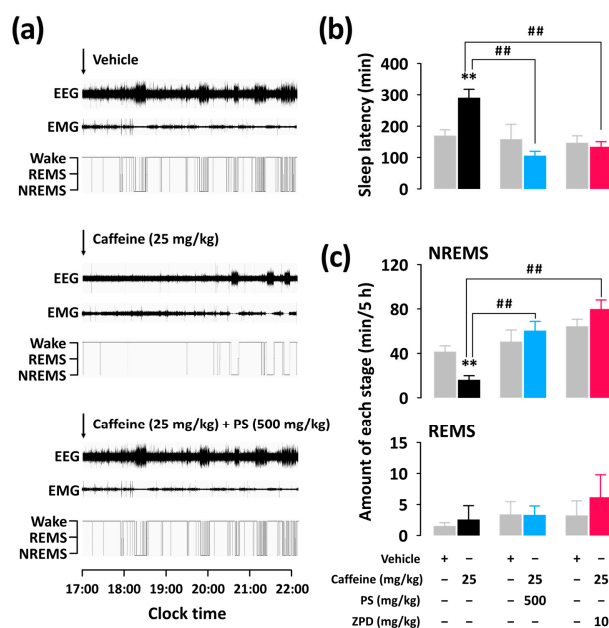 (a)
Vehicle
EEG
EMG
Wake
REMS
NREMS
Caffeine (25 mg/kg)
EEG
EMG
Wake
REMS
NREMS
Caffeine (25 mg/kg) + PS (500 mg/kg)
EEG
EMG
Wake
REMS
NREMS
17:00 18:00 19:00 20:00 21:00 22:00
Clock time
(b)
Sleep latency (min)
400
300
200
100
0
**
##
##
(c)
NREMS
Amount of each stage (min/5 h)
120
80
40
0
**
##
##
REMS
15
10
5
0
Vehicle + – + – + –
Caffeine (mg/kg) – 25 – 25 – 25
PS (mg/kg) – – – 500 – –
ZPD (mg/kg) – – – – – 10